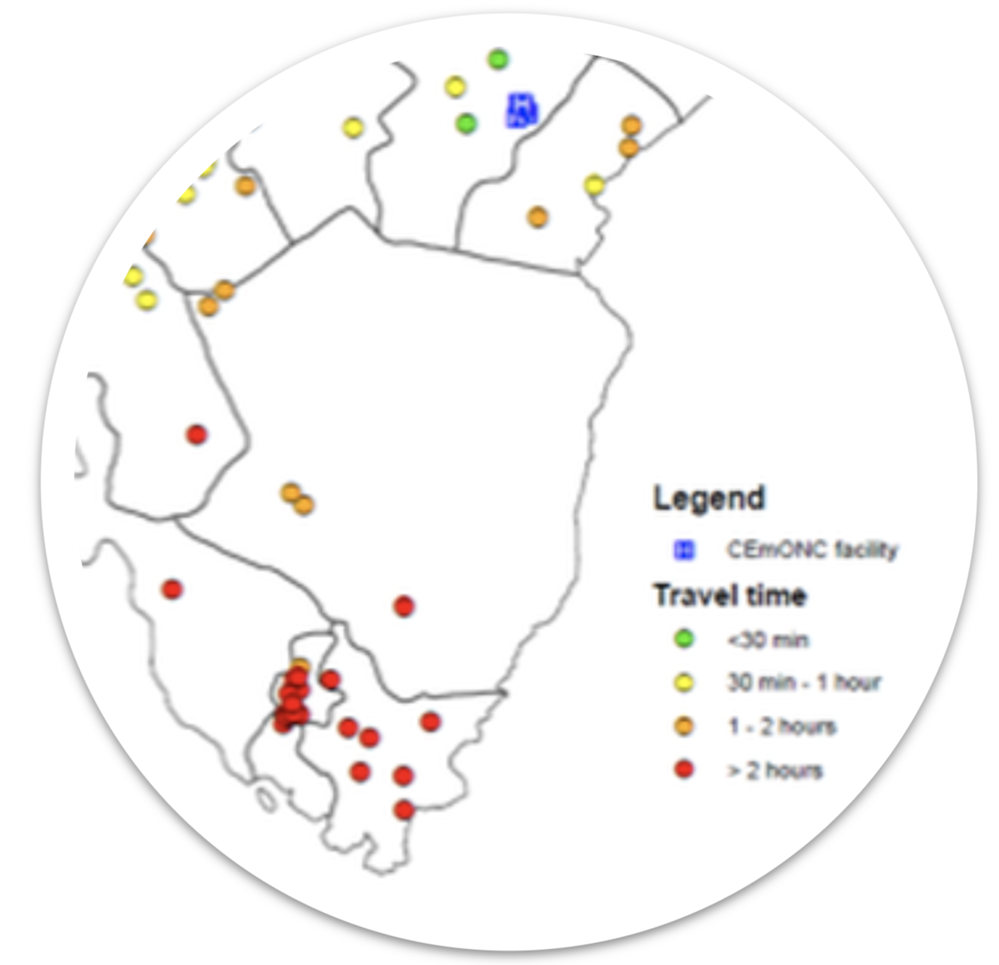 Legend
CEmONC facility
Travel time
<30 min
30 min - 1 hour
1 - 2 hours
> 2 hours